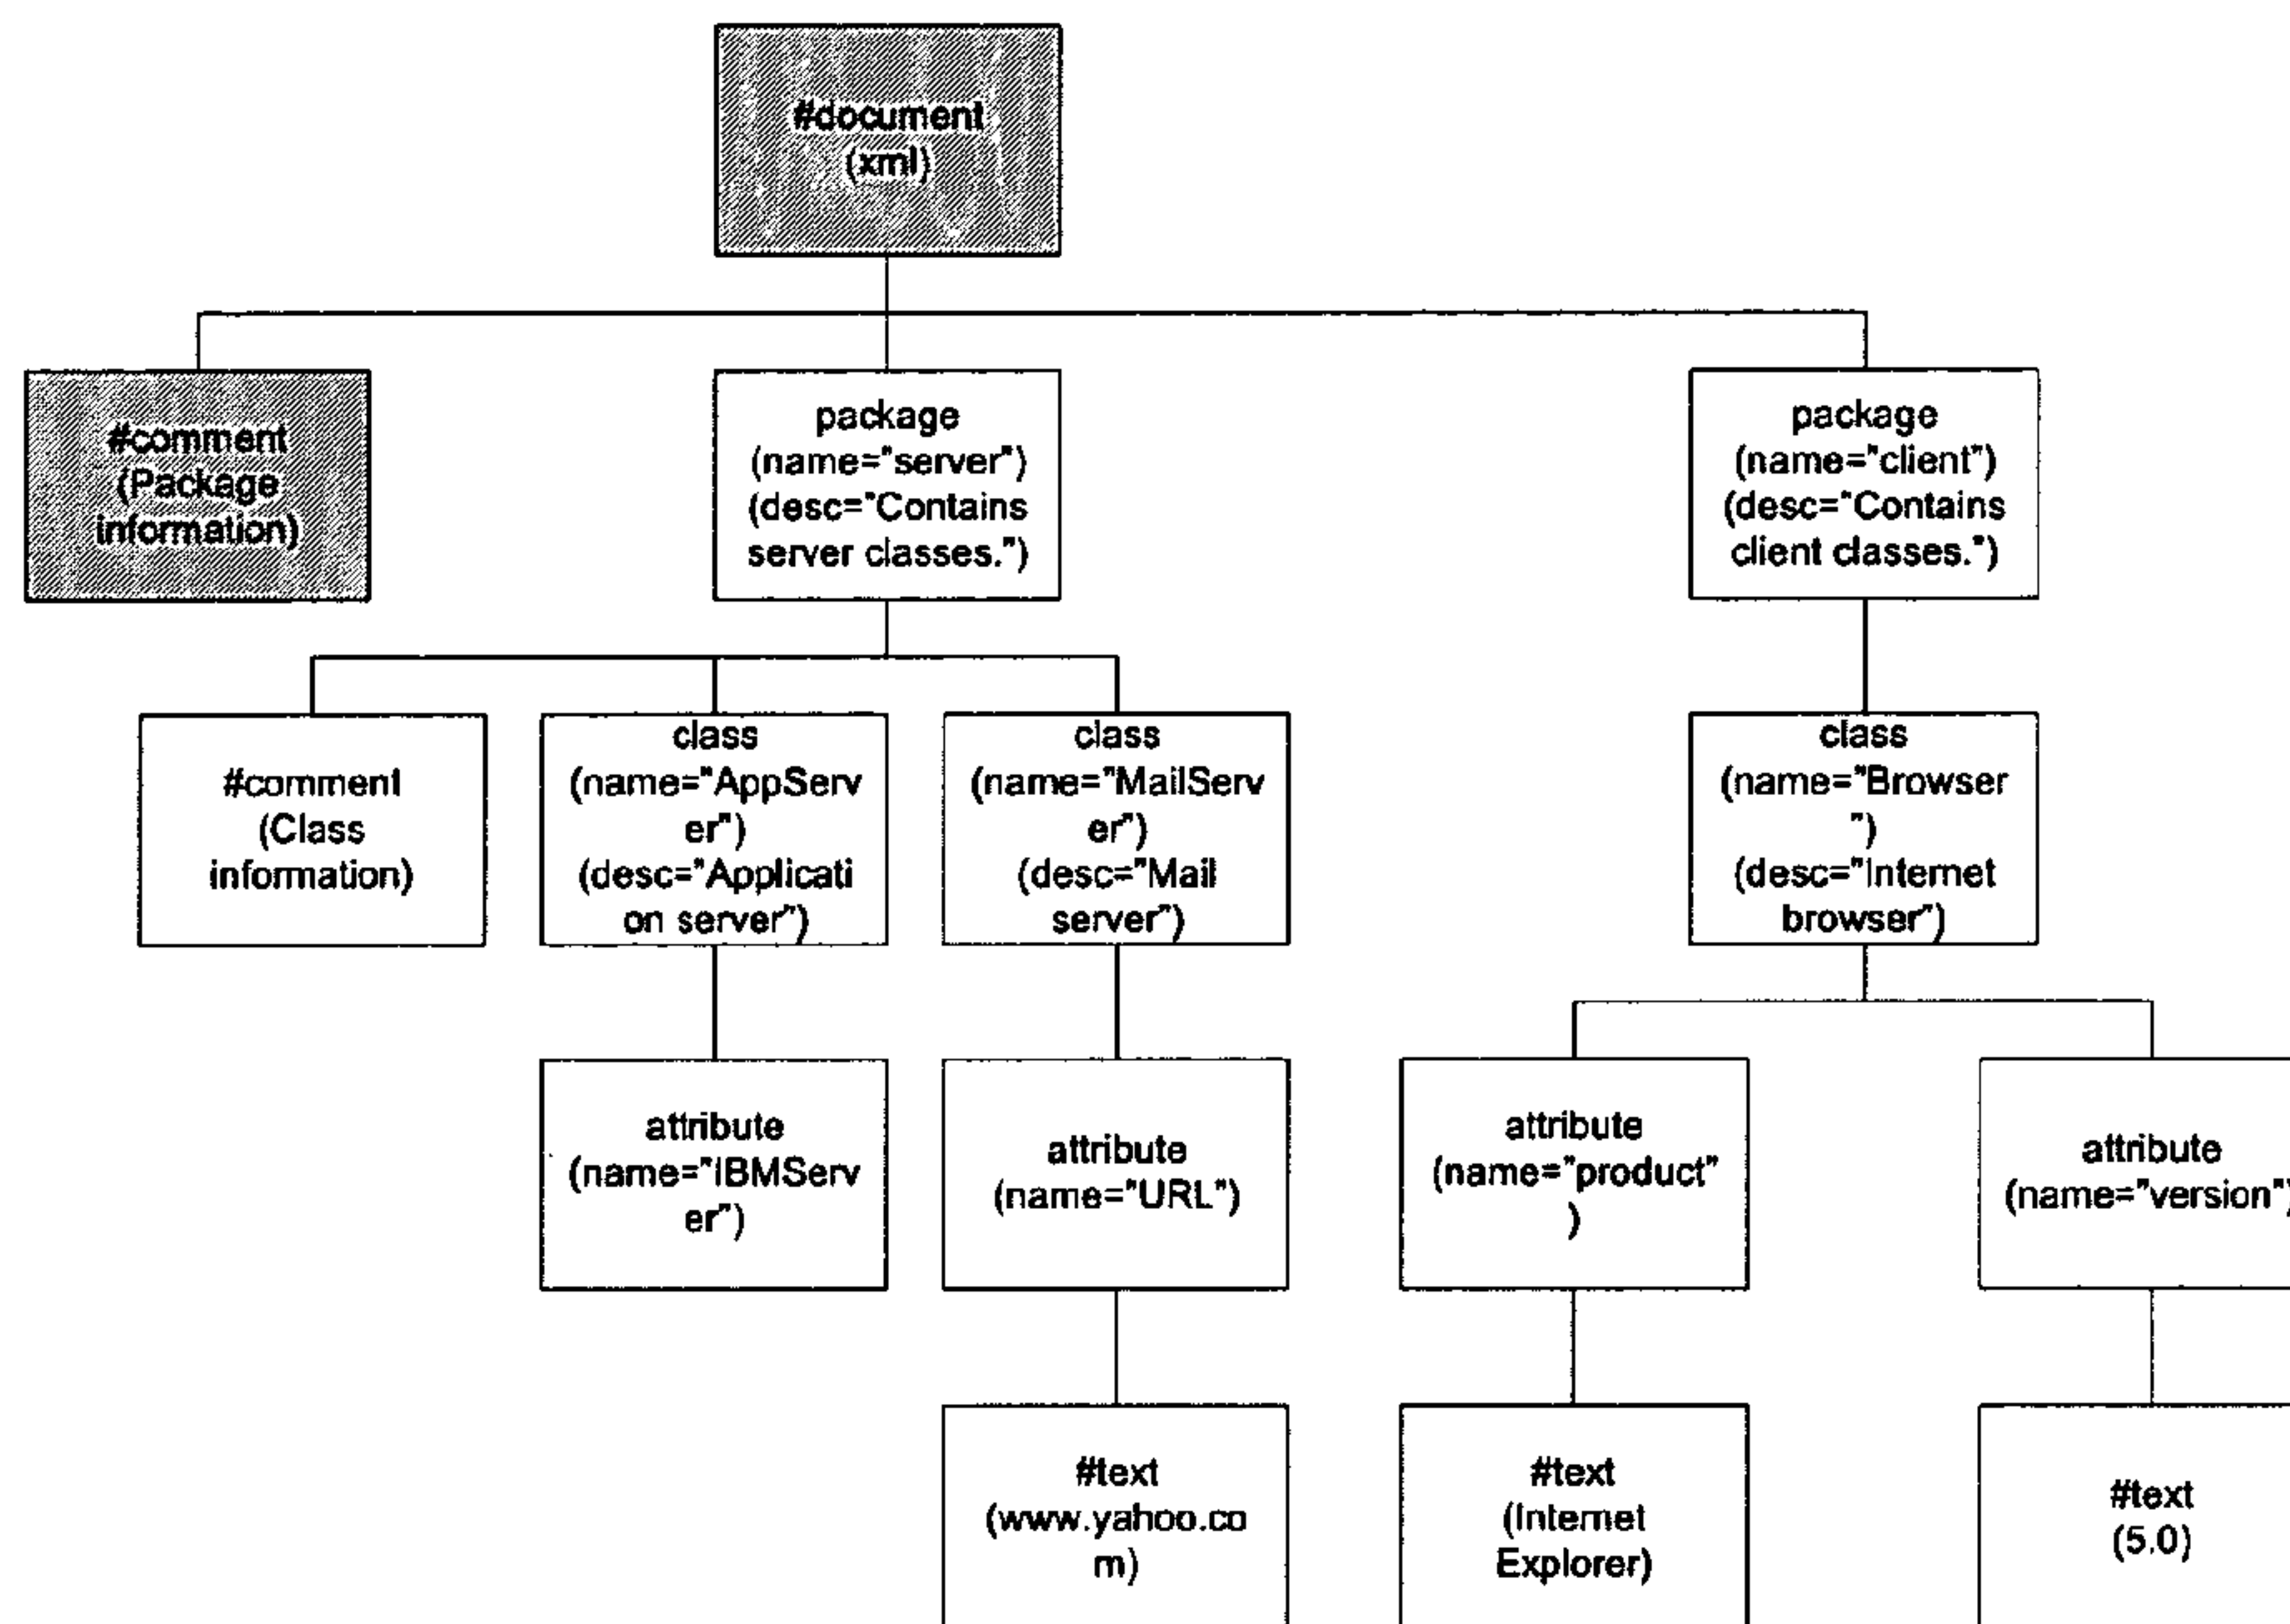 #document
(xml)
#comment
(Package
information)
package
(name="server")
(desc="Contains
server classes.")
package
(name="client")
(desc="Contains
client classes.")
#comment
(Class
information)
class
(name="AppServ
er")
(desc="Applicati
on server")
class
(name="MailServ
er")
(desc="Mail
server")
class
(name="Browser
")
(desc="Internet
browser")
attribute
(name="IBMServ
er")
attribute
(name="URL")
attribute
(name="product"
)
attribute
(name="version")
#text
(www.yahoo.co
m)
#text
(Internet
Explorer)
#text
(5.0)